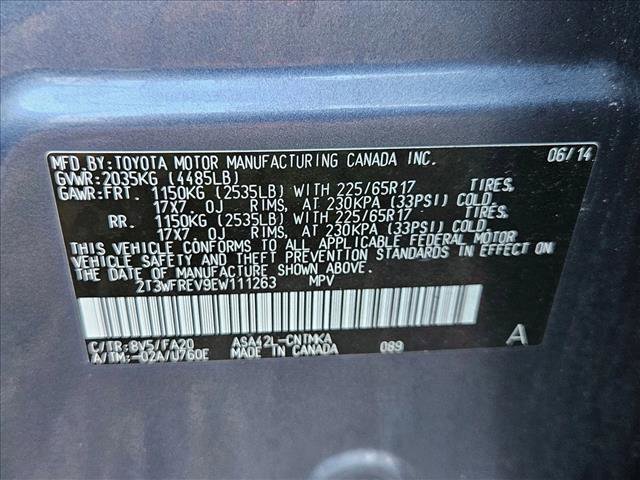 MFD.BY:TOYOTA MOTOR MANUFACTURING CANADA INC. 06/14
GVWR:2035KG (4485LB)
GAWR:FRT. 1150KG (2535LB) WITH 225/65R17 TIRES,
17X7.0J RIMS, AT 230KPA (33PSI) COLD.
RR. 1150KG (2535LB) WITH 225/65R17 TIRES,
17X7.0J RIMS, AT 230KPA (33PSI) COLD.
THIS VEHICLE CONFORMS TO ALL APPLICABLE FEDERAL MOTOR
VEHICLE SAFETY AND THEFT PREVENTION STANDARDS IN EFFECT ON
THE DATE OF MANUFACTURE SHOWN ABOVE.
2T3WFREV9EW111263 MPV
C/TR:8V5/FA20 ASA42L-CNTMKA
A/TM:-02A/U760E MADE IN CANADA 089 A